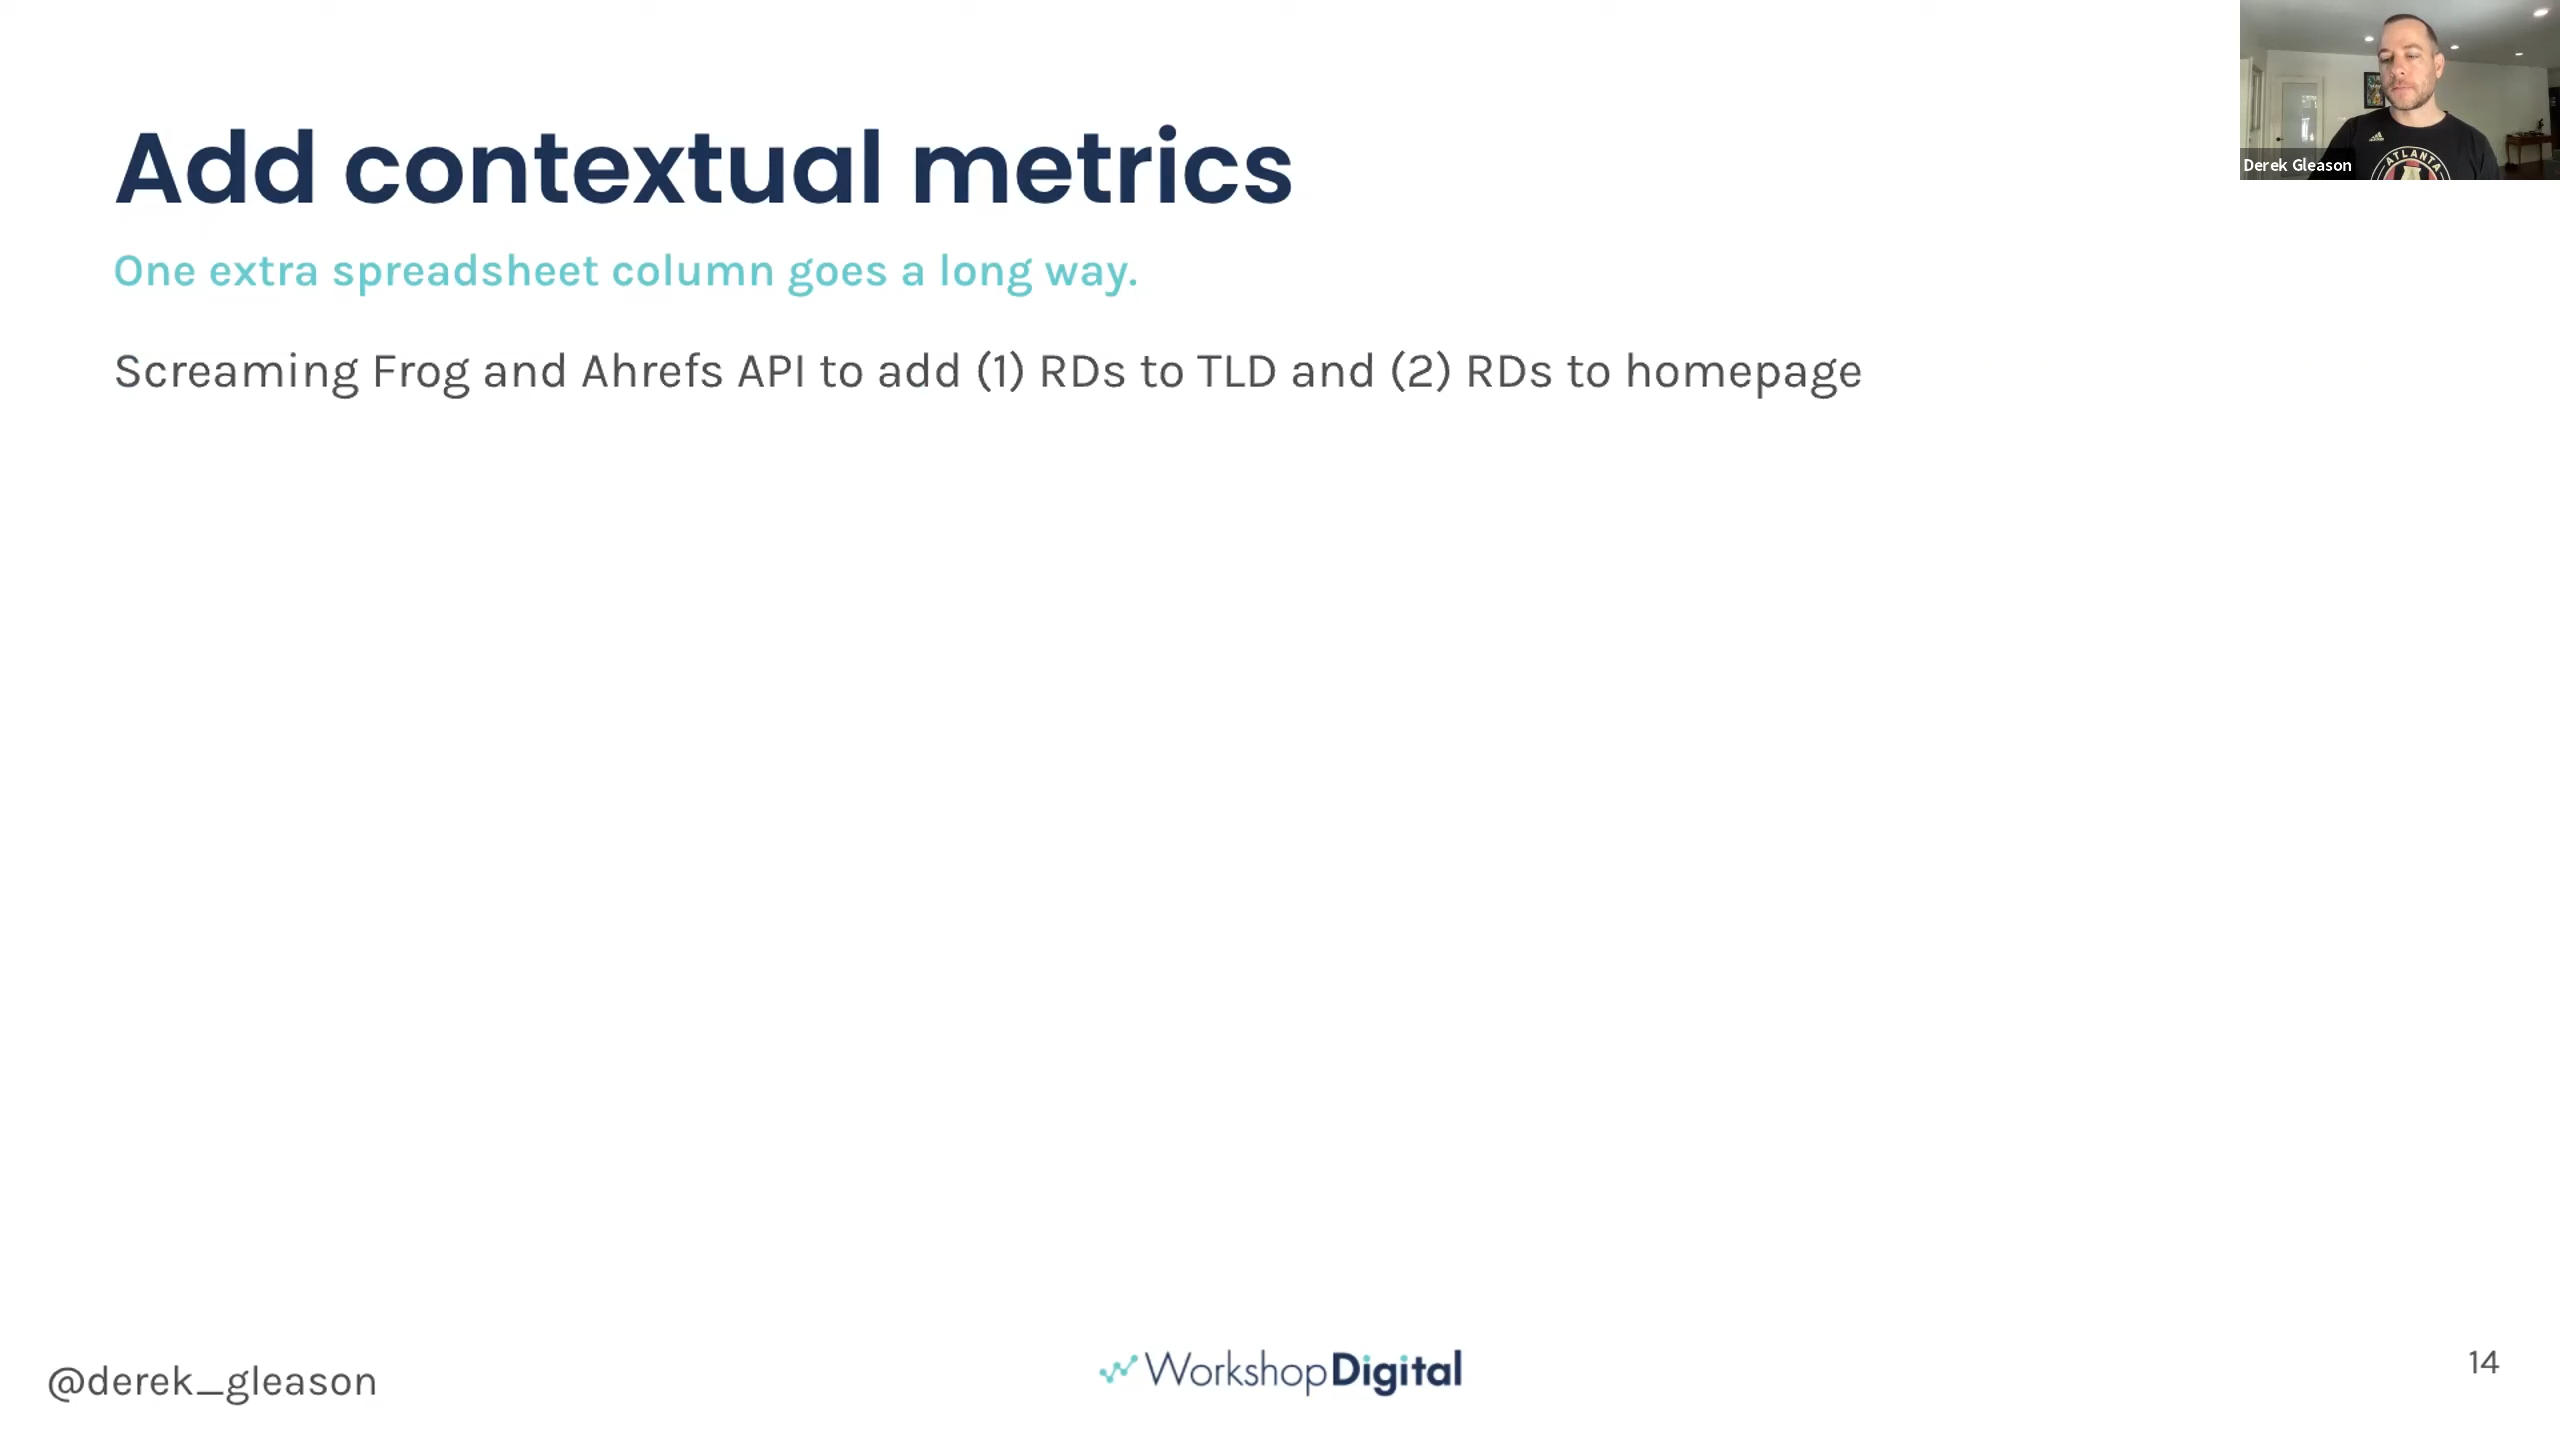 Add contextual metrics
One extra spreadsheet column goes a long way.
Screaming Frog and Ahrefs API to add (1) RDs to TLD and (2) RDs to homepage
Derek Gleason
ATLANTA
@derek_gleason
WorkshopDigital
14